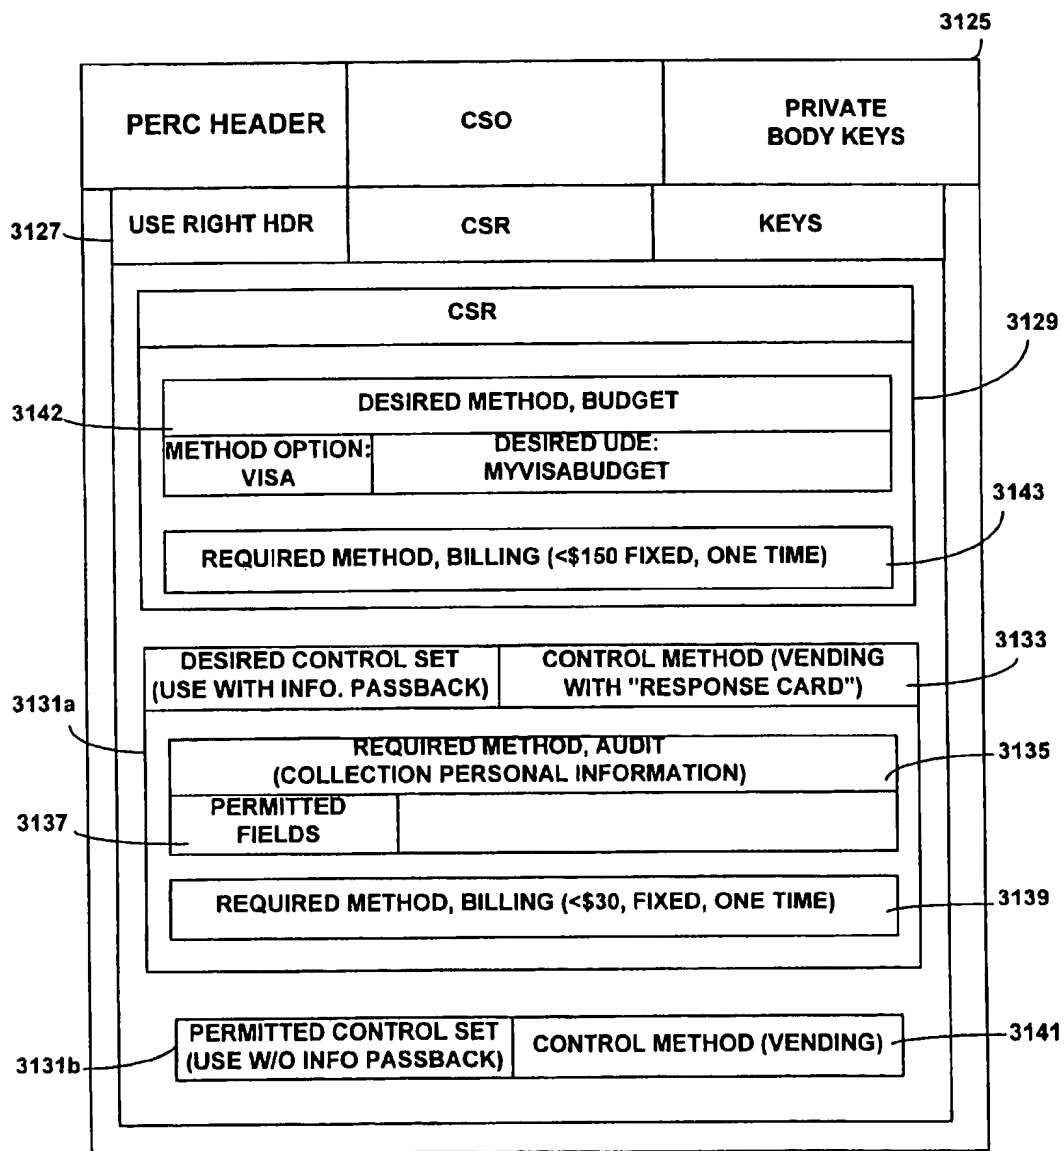 3125
PERC HEADER
CSO
PRIVATE
BODY KEYS
3127
USE RIGHT HDR
CSR
KEYS
CSR
3129
3142
DESIRED METHOD, BUDGET
METHOD OPTION:
VISA
DESIRED UDE:
MYVISABUDGET
3143
REQUIRED METHOD, BILLING (<$150 FIXED, ONE TIME)
3133
DESIRED CONTROL SET
(USE WITH INFO. PASSBACK)
CONTROL METHOD (VENDING
WITH "RESPONSE CARD")
3131a
REQUIRED METHOD, AUDIT
(COLLECTION PERSONAL INFORMATION)
3135
3137
PERMITTED
FIELDS
REQUIRED METHOD, BILLING (<$30, FIXED, ONE TIME)
3139
3131b
PERMITTED CONTROL SET
(USE W/O INFO PASSBACK)
CONTROL METHOD (VENDING)
3141